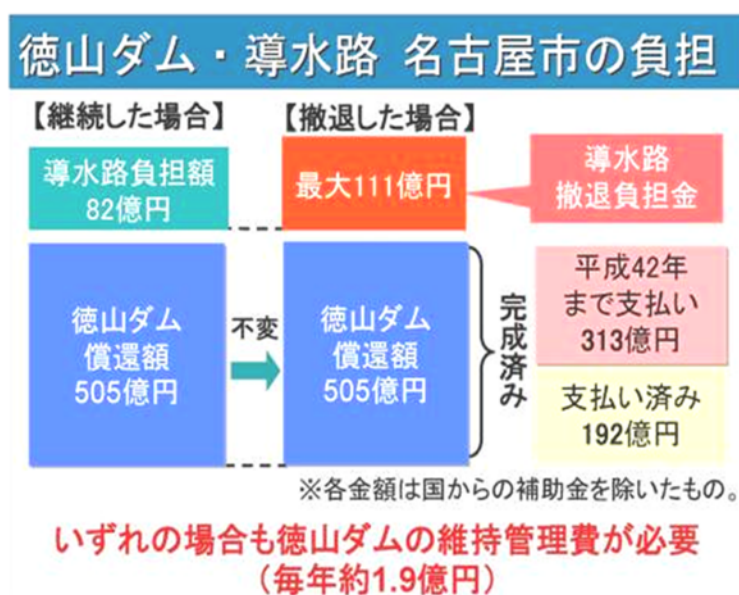 徳山ダム・導水路 名古屋市の負担
【継続した場合】
【撤退した場合】
導水路負担額
82億円
最大111億円
導水路
撤退負担金
徳山ダム
償還額
505億円
不変
徳山ダム
償還額
505億円
完成済み
平成42年
まで支払い
313億円
支払い済み
192億円
※各金額は国からの補助金を除いたもの。
いずれの場合も徳山ダムの維持管理費が必要
（毎年約1.9億円）